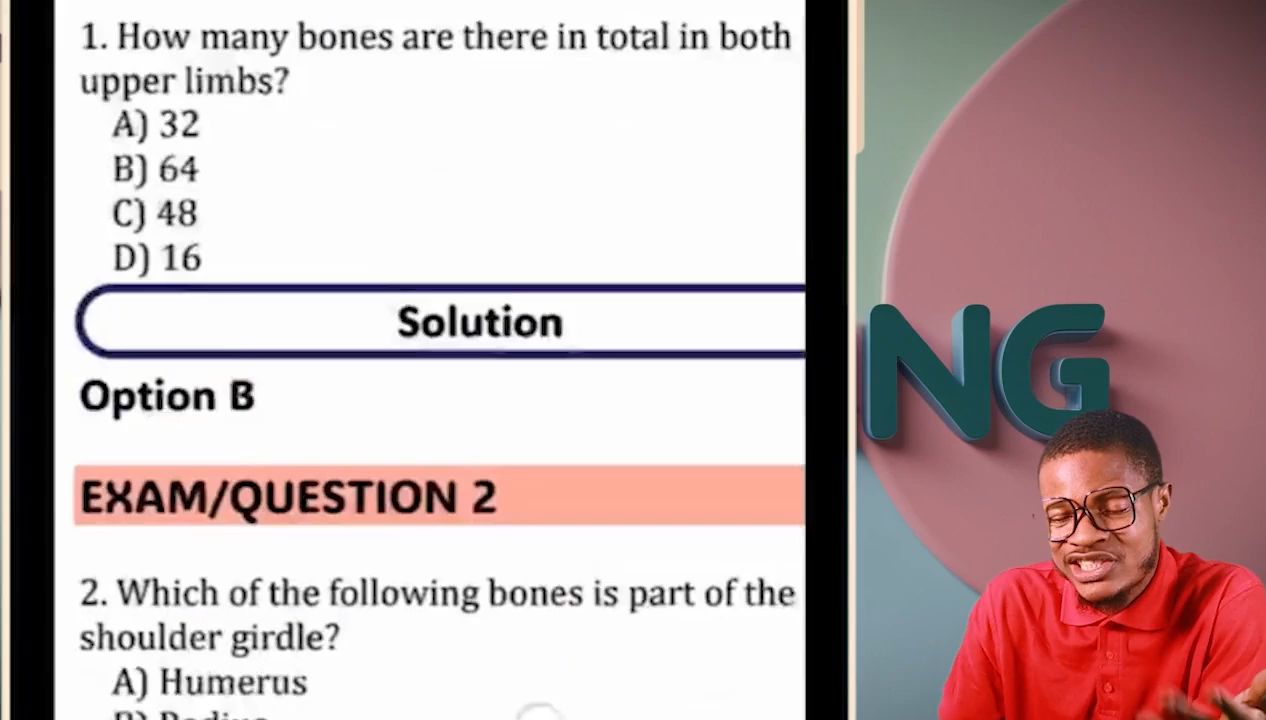 1. How many bones are there in total in both
upper limbs?
A) 32
B) 64
C) 48
D) 16
Solution
Option B
EXAM/QUESTION 2
2. Which of the following bones is part of the
shoulder girdle?
A) Humerus
B) Radius
NG